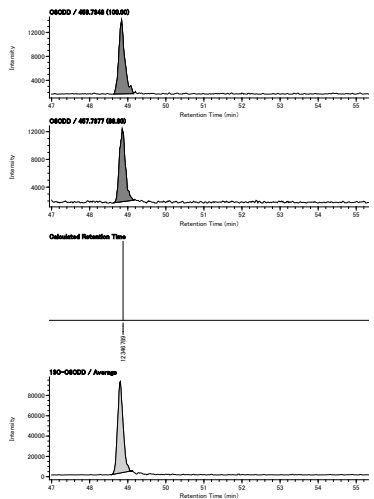 O8ODD / 459.7348 (100.00)
12000
8000
4000
Intensity
47 48 49 50 51 52 53 54 55
Retention Time (min)
O8ODD / 457.7377 (88.80)
12000
8000
4000
Intensity
47 48 49 50 51 52 53 54 55
Retention Time (min)
Calculated Retention Time
13C-O8ODD / Average
80000
60000
40000
20000
0
Intensity
47 48 49 50 51 52 53 54 55
Retention Time (min)